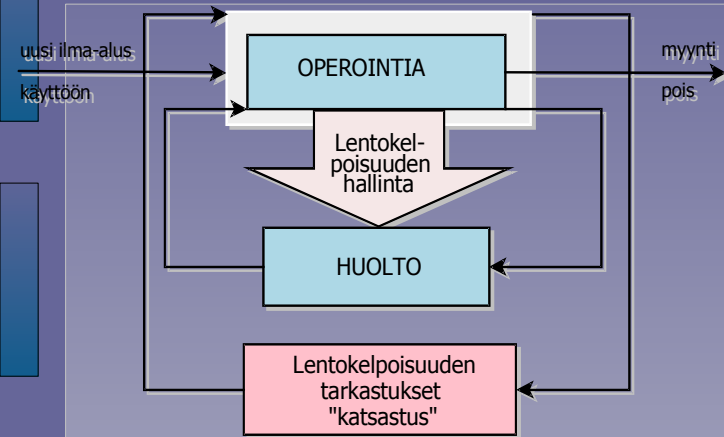 uusi ilma-alus
käyttöön
OPEROINTIA
myynti
pois
Lentokel-
poisuuden
hallinta
HUOLTO
Lentokelpoisuuden
tarkastukset
"katsastus"